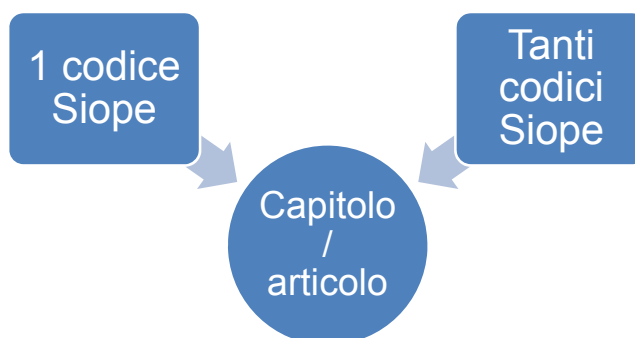 1 codice
Siope
Tanti
codici
Siope
Capitolo
/
articolo